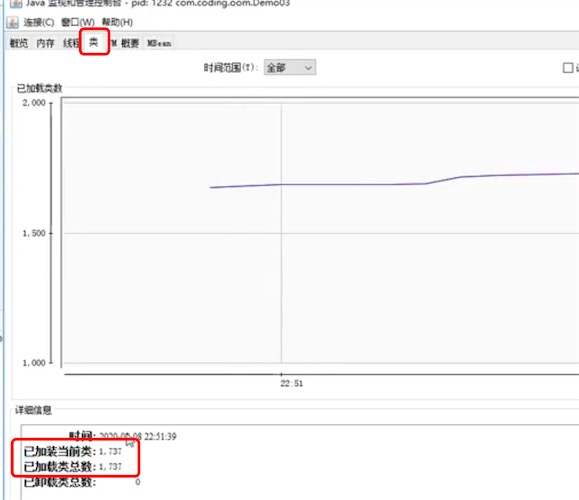 Java 监视和管理控制台 - pid: 1232 com.coding.oom.Demo03
连接(C) 窗口(W) 帮助(H)
概览 内存 线程 类 VM 概要 MBean
时间范围(T): 全部
已加载类数
2,000
1,500
1,000
22:51
详细信息
时间: 22:51:39
已加装当前类: 1,737
已加载类总数: 1,737
已卸载类总数: 0